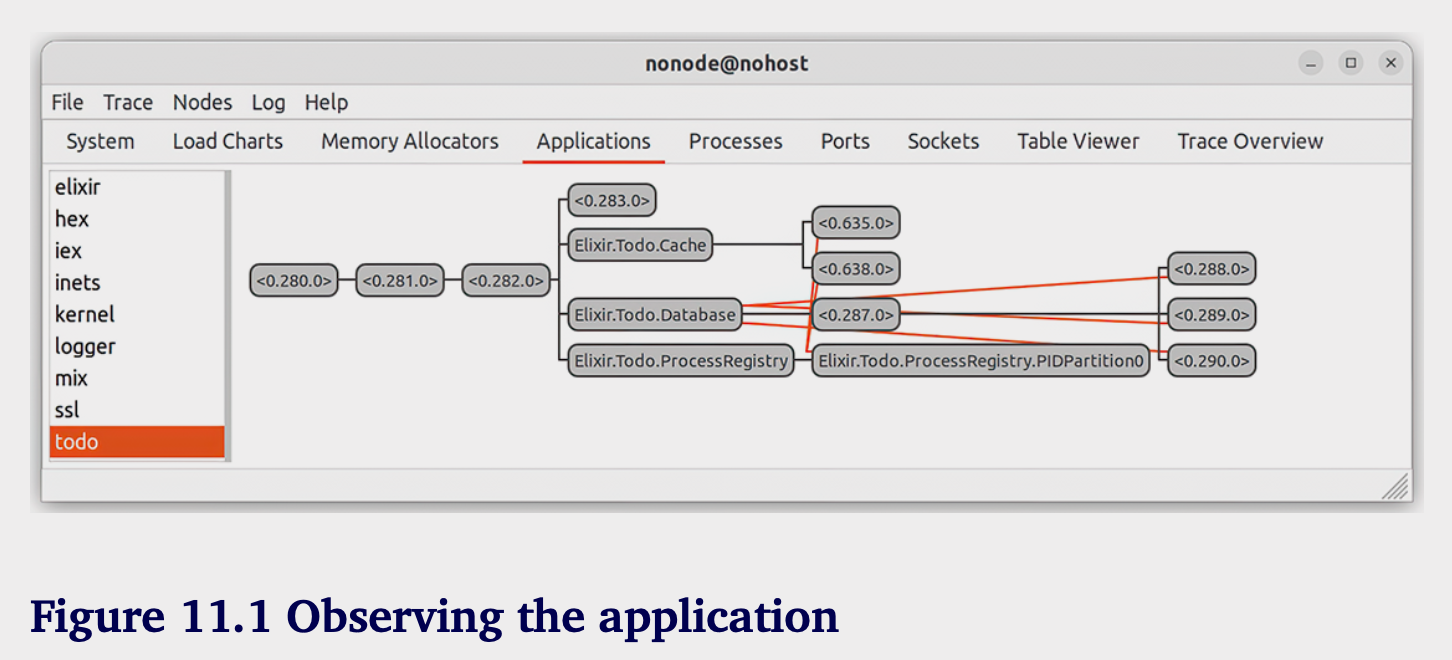 nonode@nohost
File Trace Nodes Log Help
System Load Charts Memory Allocators Applications Processes Ports Sockets Table Viewer Trace Overview
elixir
hex
iex
inets
kernel
logger
mix
ssl
todo
<0.280.0> <0.281.0> <0.282.0>
<0.283.0>
Elixir.Todo.Cache
Elixir.Todo.Database
Elixir.Todo.ProcessRegistry
<0.635.0>
<0.638.0>
<0.287.0>
Elixir.Todo.ProcessRegistry.PIDPartition0
<0.288.0>
<0.289.0>
<0.290.0>
Figure 11.1 Observing the application